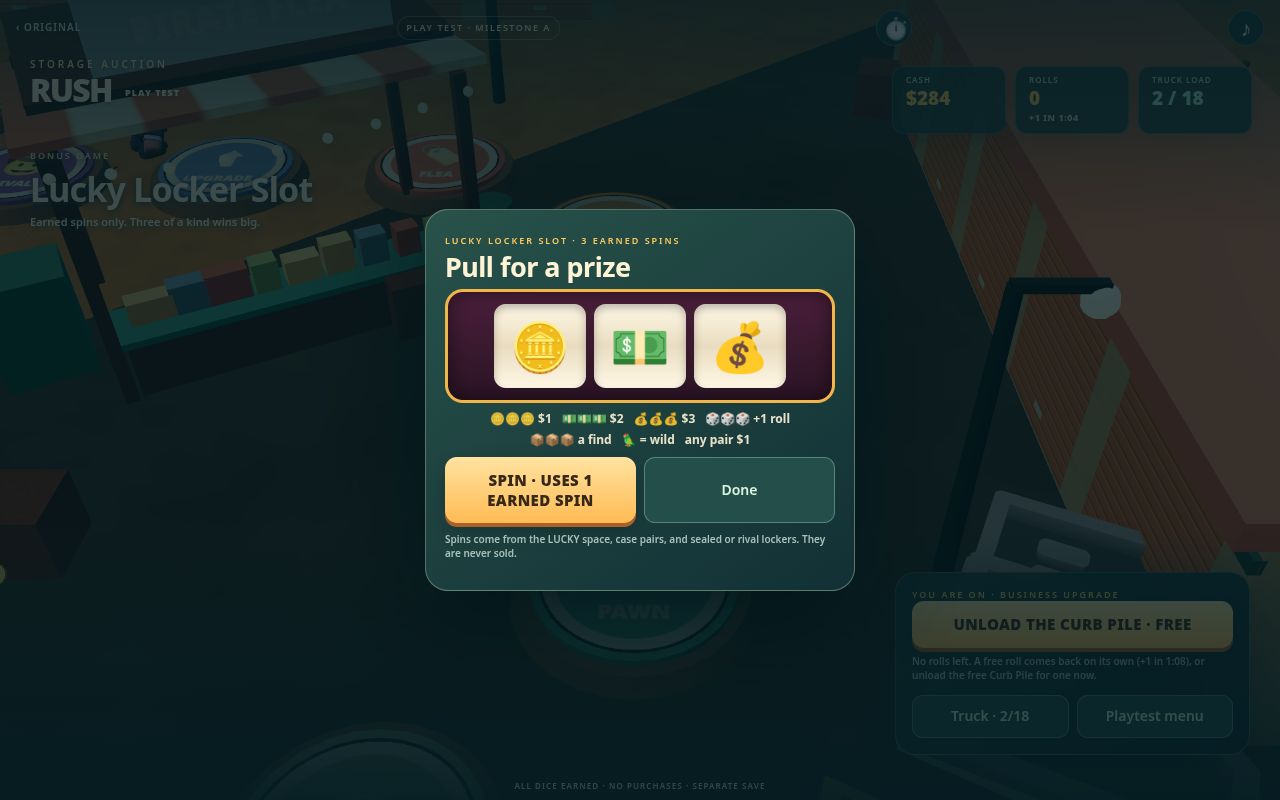 ‹ ORIGINAL
PLAY TEST · MILESTONE A
STORAGE AUCTION
RUSH PLAY TEST
CASH
$284
ROLLS
0
+1 IN 1:04
TRUCK LOAD
2 / 18
BONUS GAME
UPGRADE
FLEA
Lucky Locker Slot
Earned spins only. Three of a kind wins big.
LUCKY LOCKER SLOT · 3 EARNED SPINS
Pull for a prize
🪙🪙🪙 $1 💵💵💵 $2 💰💰💰 $3 🎲🎲🎲 +1 roll
📦📦📦 a find 🦜 = wild any pair $1
SPIN · USES 1
EARNED SPIN
Done
Spins come from the LUCKY space, case pairs, and sealed or rival lockers. They
are never sold.
PAWN
YOU ARE ON · BUSINESS UPGRADE
UNLOAD THE CURB PILE · FREE
No rolls left. A free roll comes back on its own (+1 in 1:08), or
unload the free Curb Pile for one now.
Truck · 2/18
Playtest menu
ALL DICE EARNED · NO PURCHASES · SEPARATE SAVE